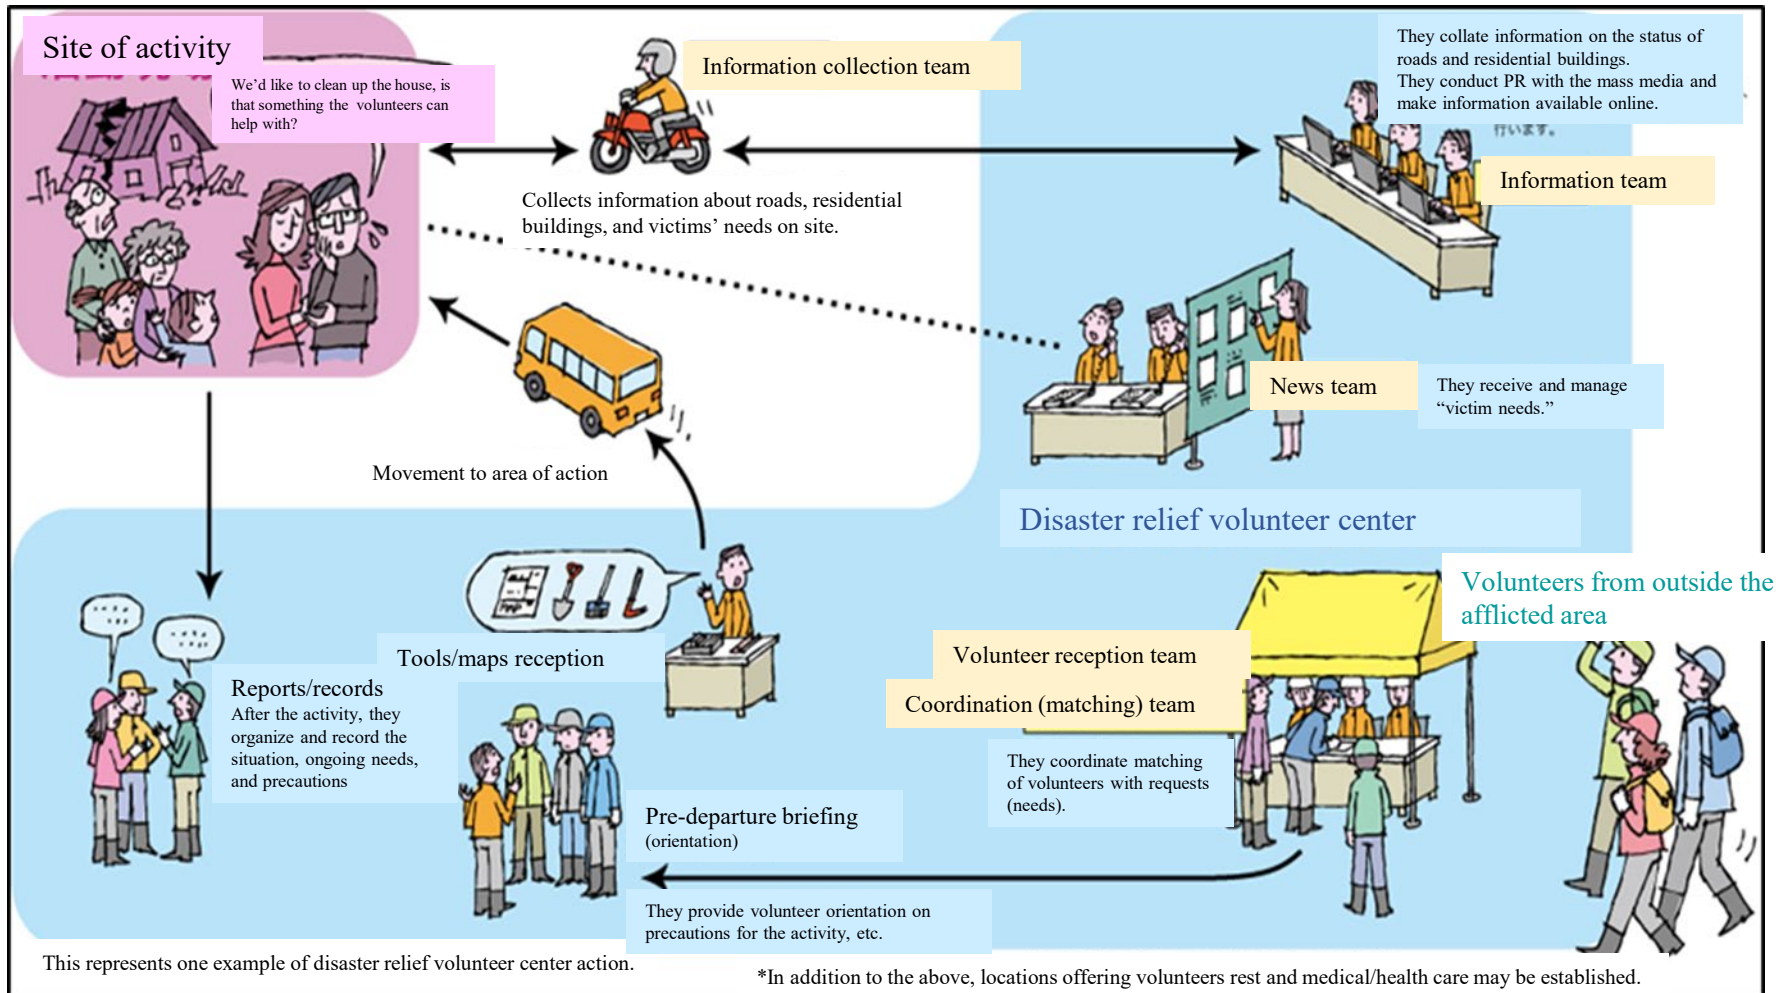 Site of activity
We'd like to clean up the house, is
that something the volunteers can
help with?
Information collection team
Collects information about roads, residential
buildings, and victims' needs on site.
They collate information on the status of
roads and residential buildings.
They conduct PR with the mass media and
make information available online.
行います。
Information team
News team
They receive and manage
“victim needs.”
Movement to area of action
Disaster relief volunteer center
Volunteers from outside the
afflicted area
Volunteer reception team
Coordination (matching) team
They coordinate matching
of volunteers with requests
(needs).
Tools/maps reception
Reports/records
After the activity, they
organize and record the
situation, ongoing needs,
and precautions
Pre-departure briefing
(orientation)
They provide volunteer orientation on
precautions for the activity, etc.
This represents one example of disaster relief volunteer center action.
*In addition to the above, locations offering volunteers rest and medical/health care may be established.